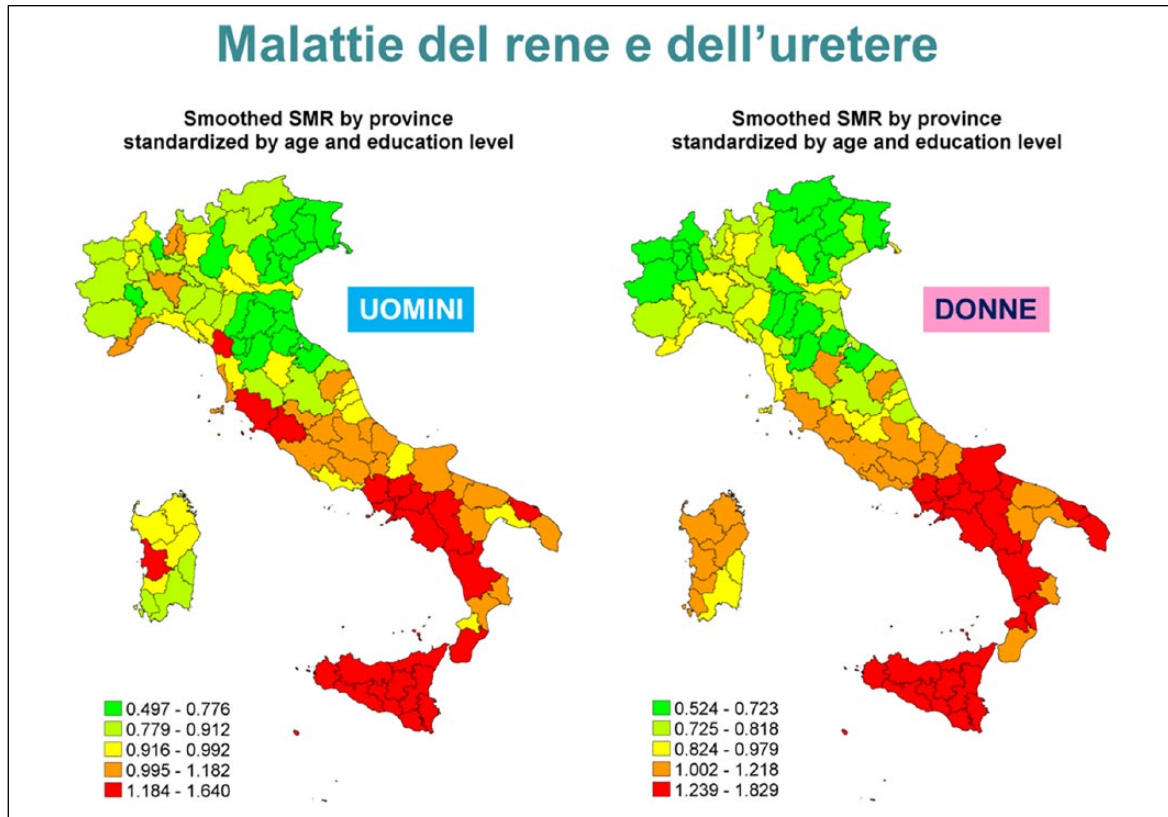 Malattie del rene e dell’uretere
Smoothed SMR by province
standardized by age and education level
UOMINI
0.497 - 0.776
0.779 - 0.912
0.916 - 0.992
0.995 - 1.182
1.184 - 1.640
Smoothed SMR by province
standardized by age and education level
DONNE
0.524 - 0.723
0.725 - 0.818
0.824 - 0.979
1.002 - 1.218
1.239 - 1.829